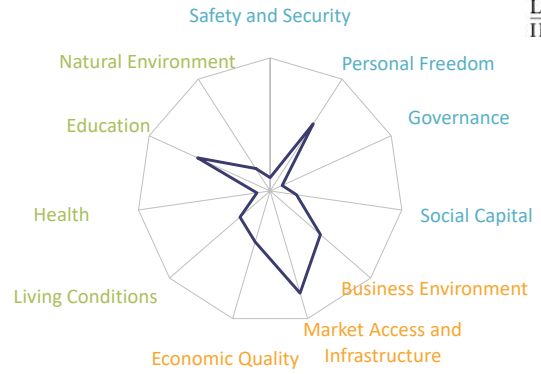 Safety and Security
Natural Environment
Personal Freedom
Education
Governance
Health
Social Capital
Business Environment
Living Conditions
Market Access and
Infrastructure
Economic Quality